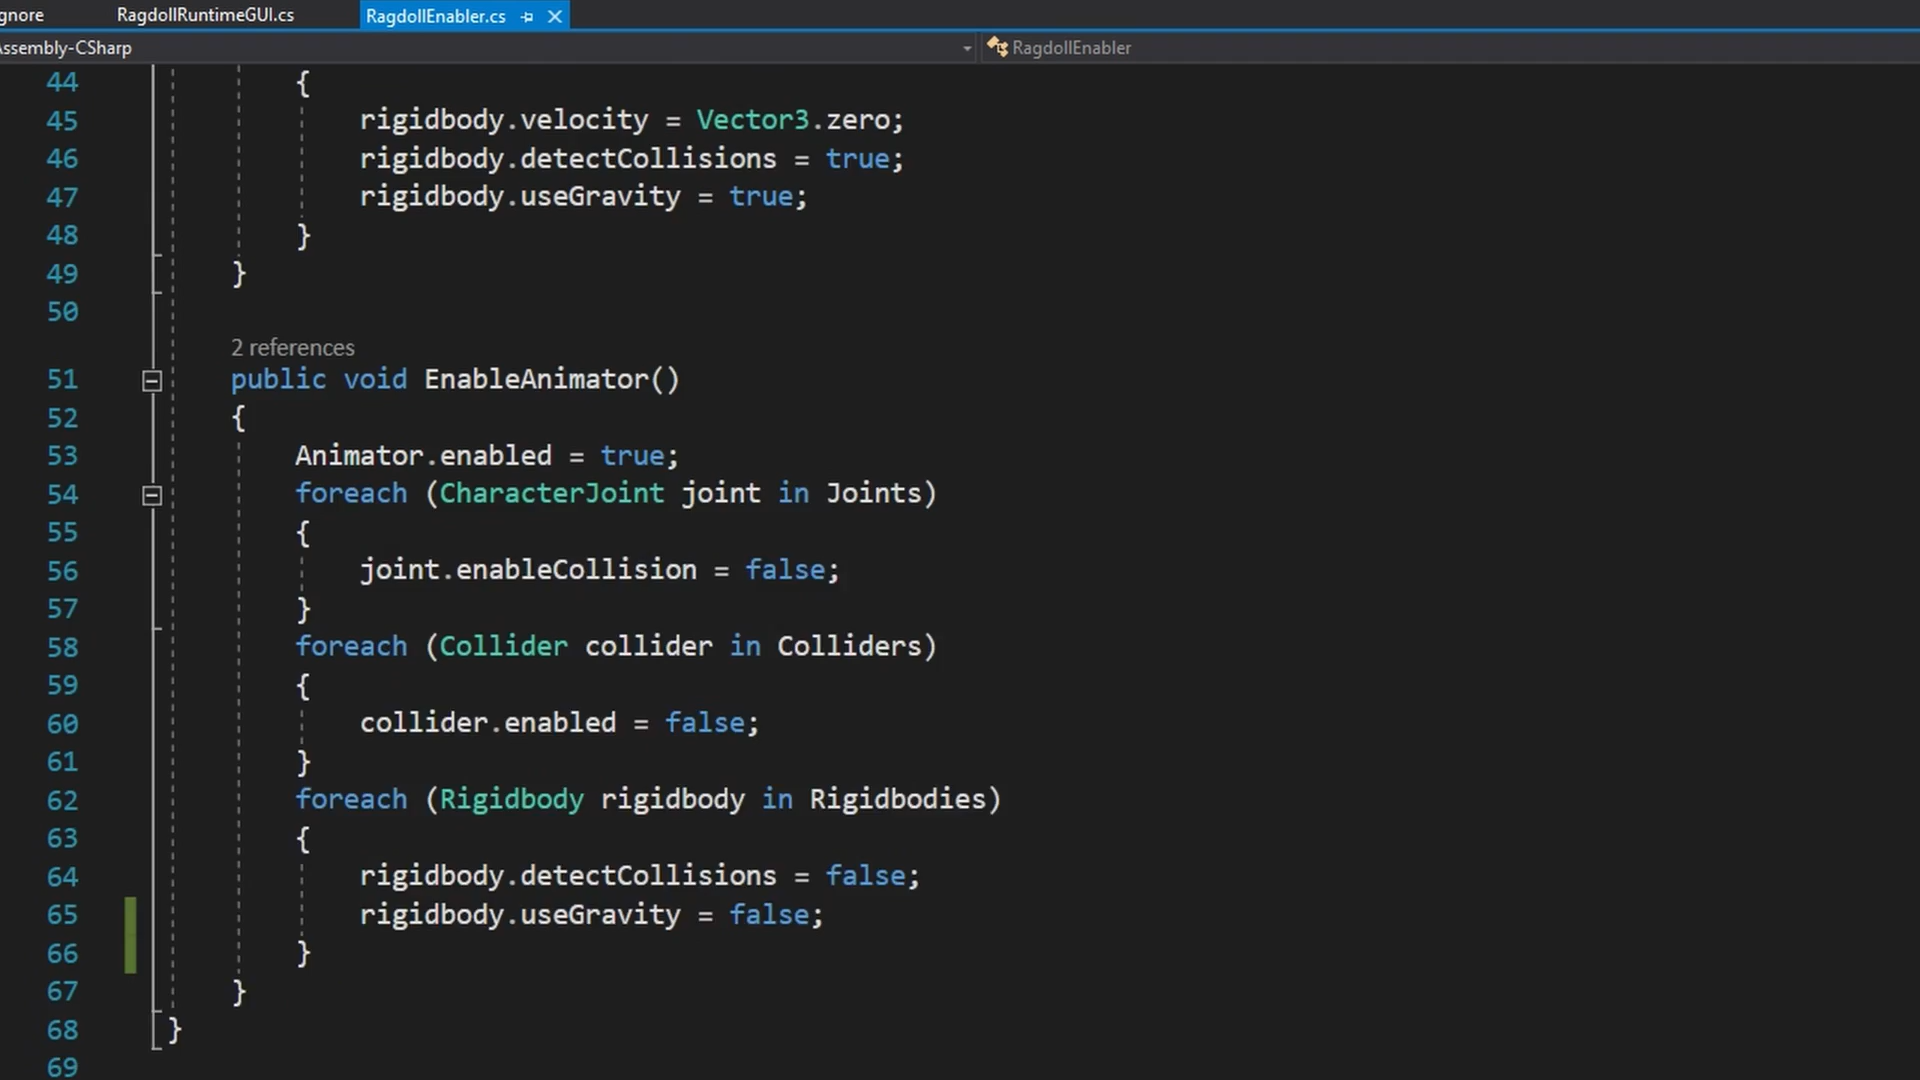 gnore RagdollRuntimeGUI.cs RagdollEnabler.cs
Assembly-CSharp RagdollEnabler
44 {
45 rigidbody.velocity = Vector3.zero;
46 rigidbody.detectCollisions = true;
47 rigidbody.useGravity = true;
48 }
49 }
50
2 references
51 public void EnableAnimator()
52 {
53 Animator.enabled = true;
54 foreach (CharacterJoint joint in Joints)
55 {
56 joint.enableCollision = false;
57 }
58 foreach (Collider collider in Colliders)
59 {
60 collider.enabled = false;
61 }
62 foreach (Rigidbody rigidbody in Rigidbodies)
63 {
64 rigidbody.detectCollisions = false;
65 rigidbody.useGravity = false;
66 }
67 }
68 }
69